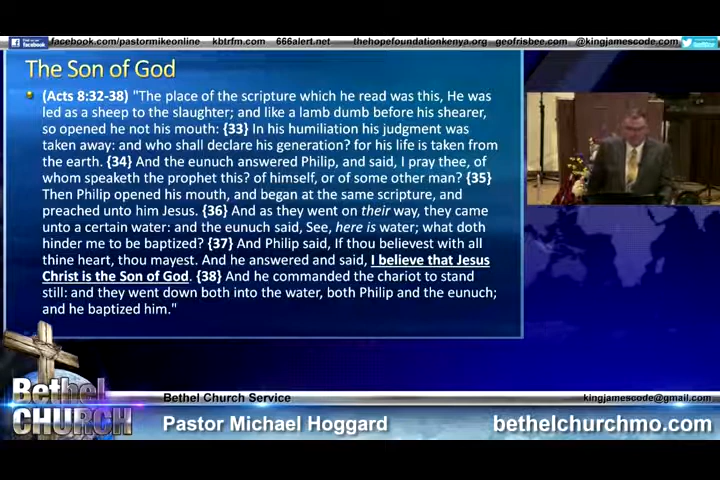 Find us on facebook facebook.com/pastormikeonline kbtrfm.com 666alert.net thehopefoundationkenya.org geofrisbee.com @kingjamescode.com twitter
The Son of God
(Acts 8:32-38) "The place of the scripture which he read was this, He was
led as a sheep to the slaughter; and like a lamb dumb before his shearer,
so opened he not his mouth: {33} In his humiliation his judgment was
taken away: and who shall declare his generation? for his life is taken from
the earth. {34} And the eunuch answered Philip, and said, I pray thee, of
whom speaketh the prophet this? of himself, or of some other man? {35}
Then Philip opened his mouth, and began at the same scripture, and
preached unto him Jesus. {36} And as they went on their way, they came
unto a certain water: and the eunuch said, See, here is water; what doth
hinder me to be baptized? {37} And Philip said, If thou believest with all
thine heart, thou mayest. And he answered and said, I believe that Jesus
Christ is the Son of God. {38} And he commanded the chariot to stand
still: and they went down both into the water, both Philip and the eunuch;
and he baptized him."
Bethel
CHURCH
Bethel Church Service kingjamescode@gmail.com
Pastor Michael Hoggard bethelchurchmo.com